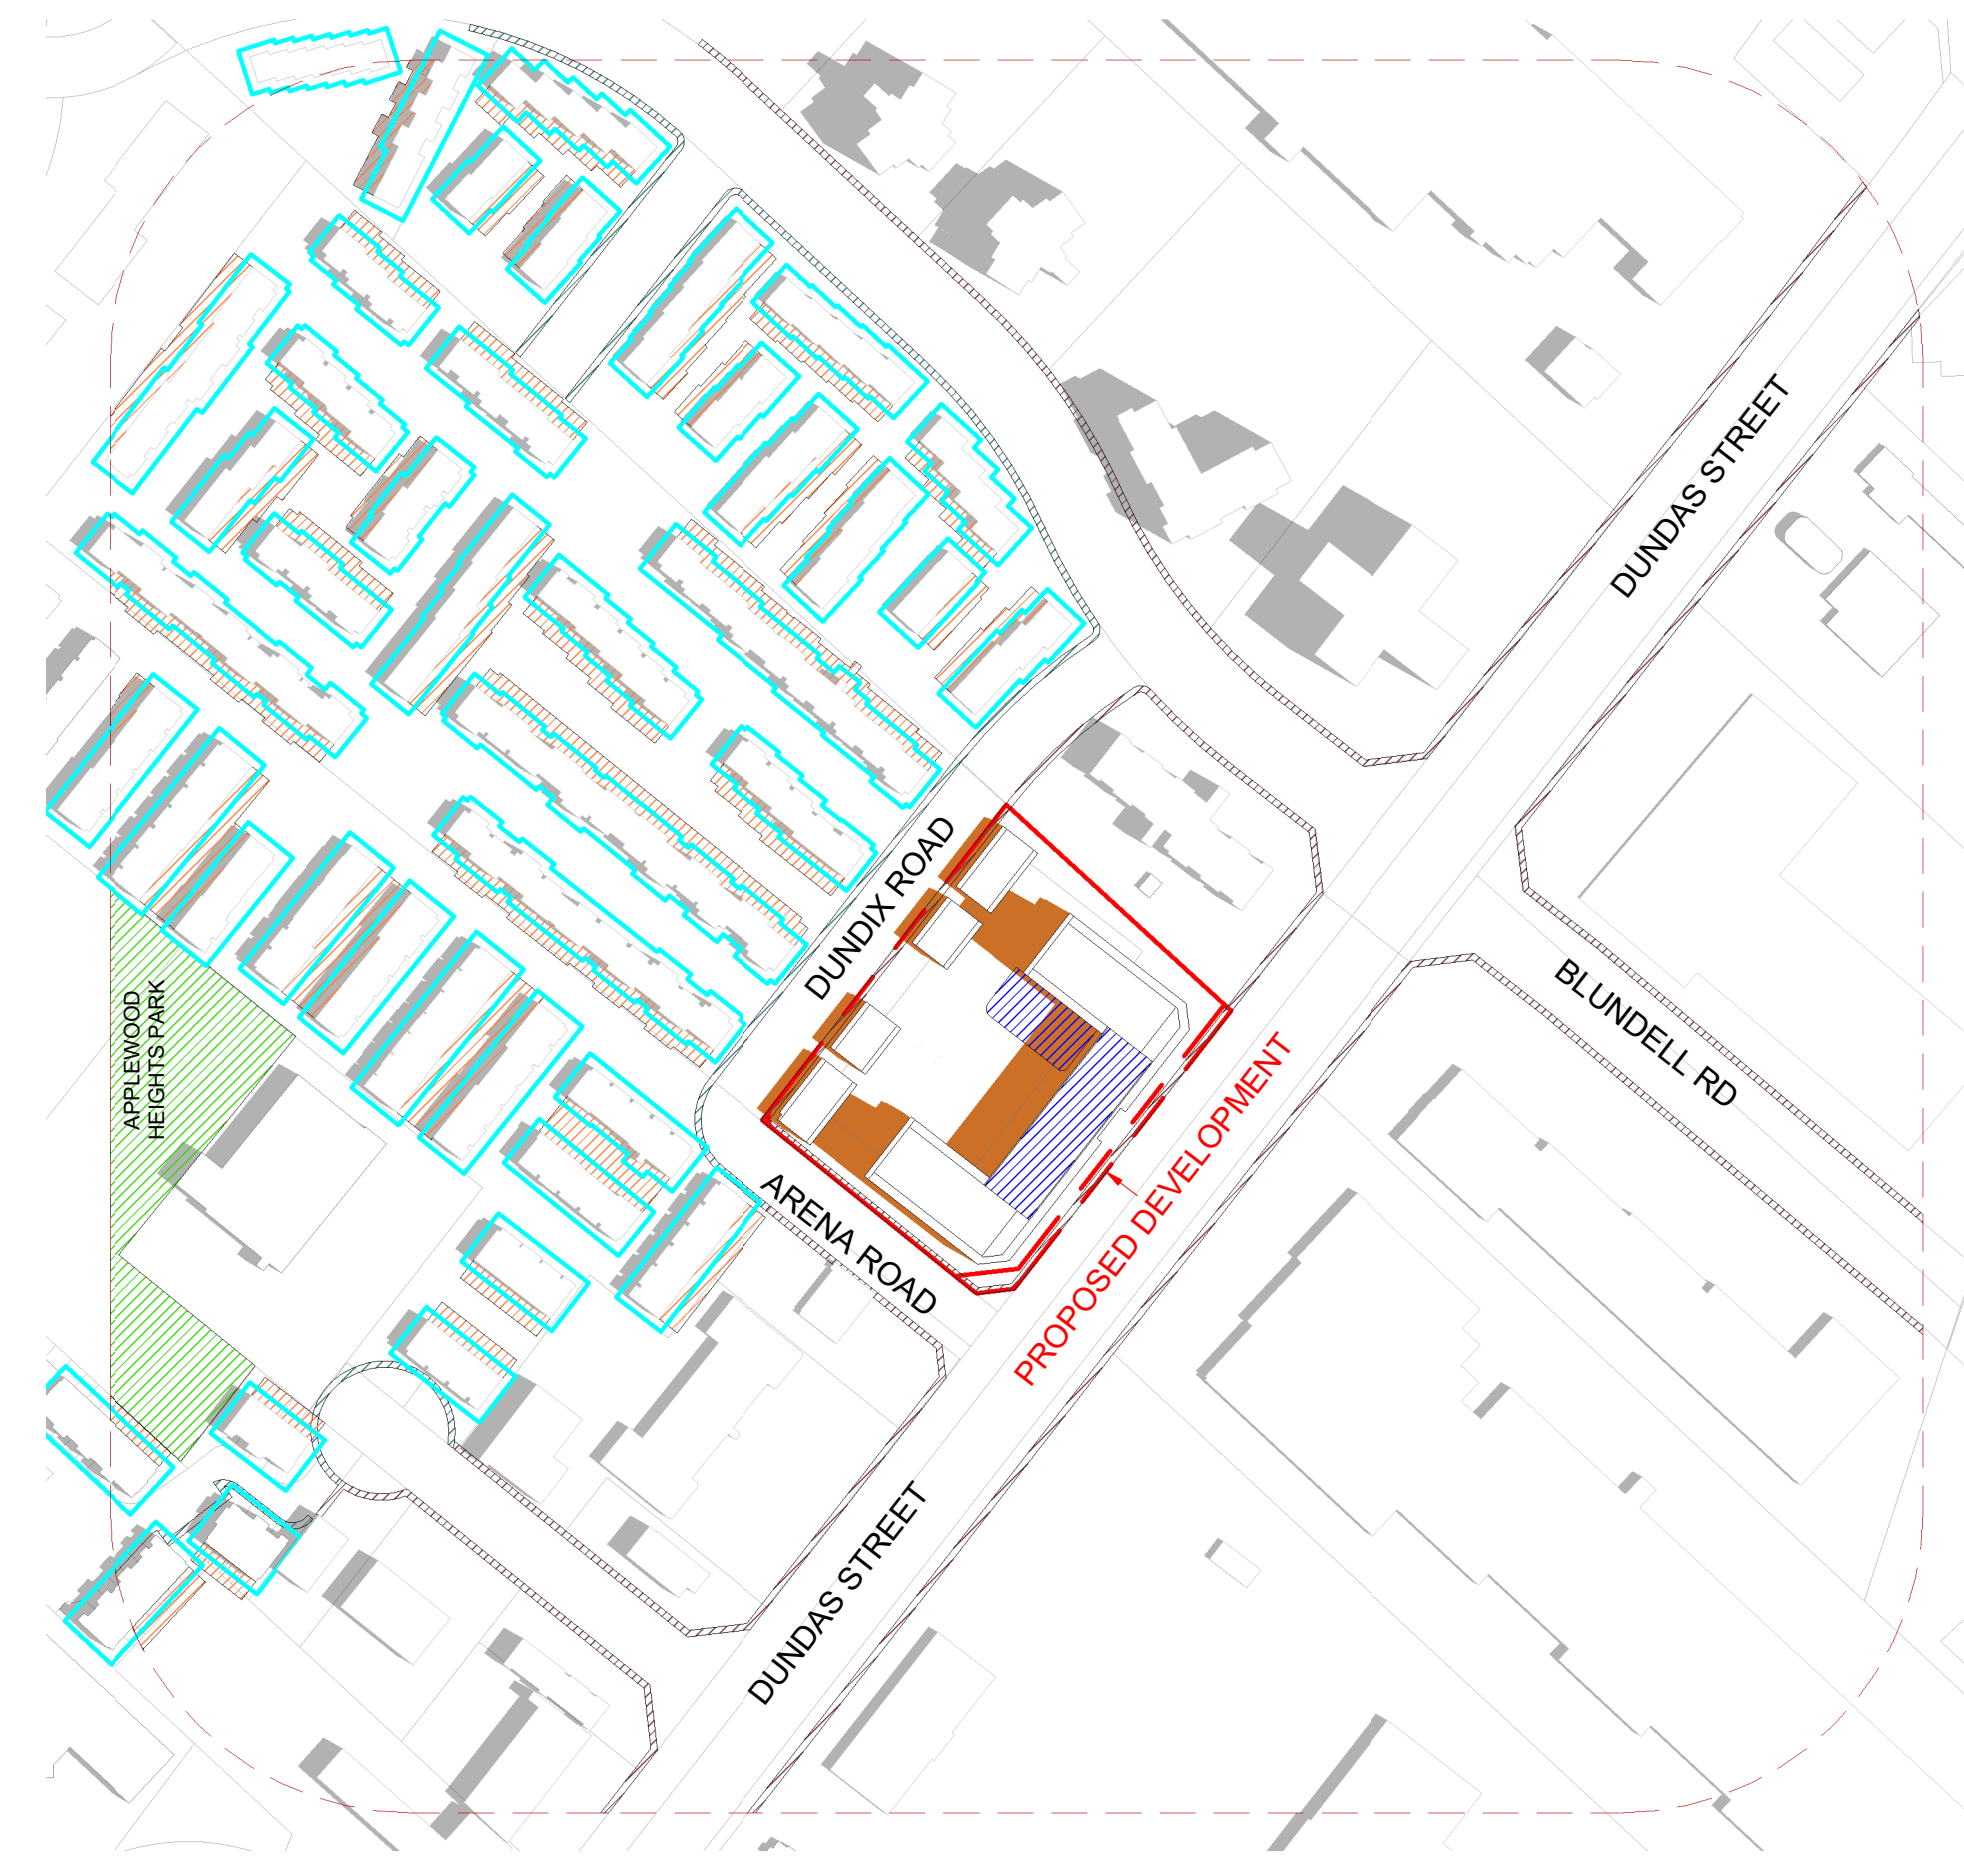 DUNDAS STREET
DUNDIX ROAD
BLUNDELL RD
APPLEWOOD
HEIGHTS PARK
PROPOSED DEVELOPMENT
ARENA ROAD
DUNDAS STREET